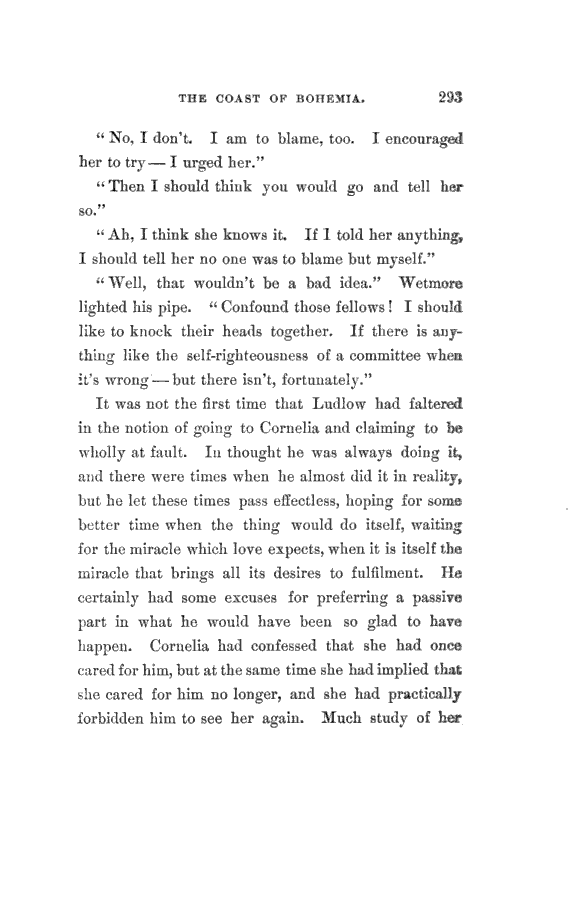 THE COAST OF BOHEMIA. 293
"No, I don't. I am to blame, too. I encouraged
her to try — I urged her."
"Then I should think you would go and tell her
so."
"Ah, I think she knows it. If I told her anything,
I should tell her no one was to blame but myself."
"Well, that wouldn't be a bad idea." Wetmore
lighted his pipe. "Confound those fellows! I should
like to knock their heads together. If there is any-
thing like the self-righteousness of a committee when
it's wrong — but there isn't, fortunately."
It was not the first time that Ludlow had faltered
in the notion of going to Cornelia and claiming to be
wholly at fault. In thought he was always doing it,
and there were times when he almost did it in reality,
but he let these times pass effectless, hoping for some
better time when the thing would do itself, waiting
for the miracle which love expects, when it is itself the
miracle that brings all its desires to fulfilment. He
certainly had some excuses for preferring a passive
part in what he would have been so glad to have
happen. Cornelia had confessed that she had once
cared for him, but at the same time she had implied that
she cared for him no longer, and she had practically
forbidden him to see her again. Much study of her